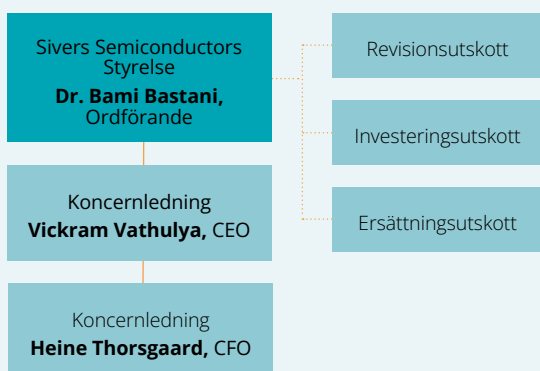 Sivers Semiconductors
Styrelse
Dr. Bami Bastani,
Ordförande
Revisionsutskott
Investeringsutskott
Ersättningsutskott
Koncernledning
Vickram Vathulya, CEO
Koncernledning
Heine Thorsgaard, CFO